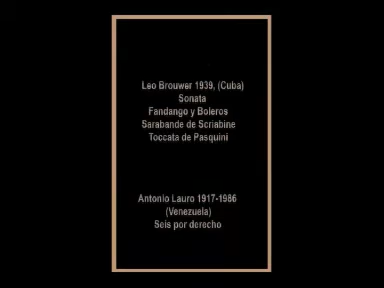 Leo Brouwer 1939, (Cuba)
Sonata
Fandango y Boleros
Sarabande de Scriabine
Toccata de Pasquini
Antonio Lauro 1917-1986
(Venezuela)
Seis por derecho